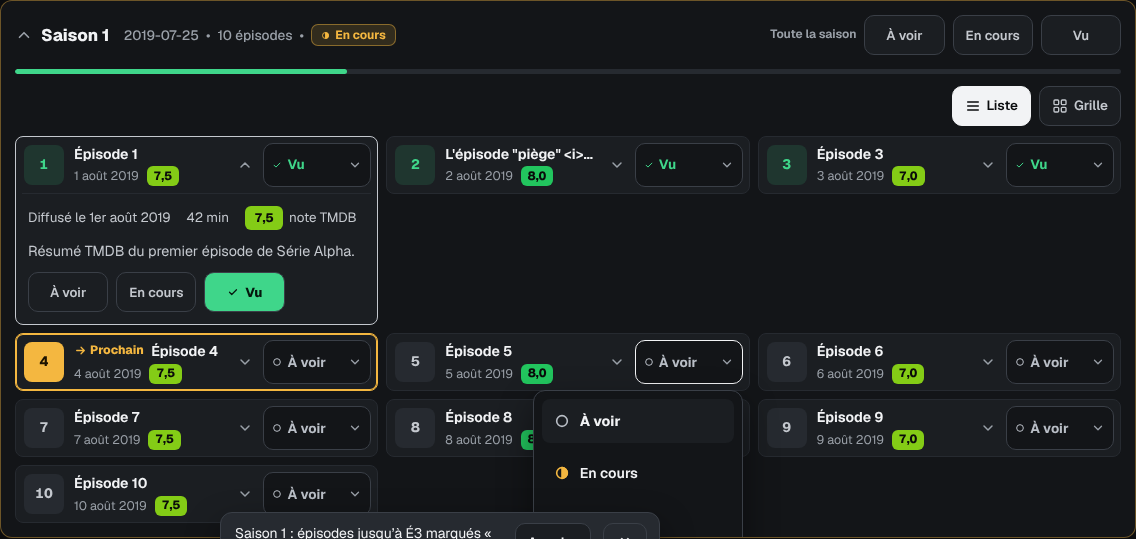 Saison 1 2019-07-25 • 10 épisodes • En cours Toute la saison À voir En cours Vu
Liste Grille
1 Épisode 1 1 août 2019 7,5 Vu
2 L'épisode "piège" <i>... 2 août 2019 8,0 Vu
3 Épisode 3 3 août 2019 7,0 Vu
Diffusé le 1er août 2019 42 min 7,5 note TMDB
Résumé TMDB du premier épisode de Série Alpha.
À voir En cours Vu
4 → Prochain Épisode 4 4 août 2019 7,5 À voir
5 Épisode 5 5 août 2019 8,0 À voir
6 Épisode 6 6 août 2019 7,0 À voir
7 Épisode 7 7 août 2019 7,5 À voir
8 Épisode 8 8 août 2019
À voir
En cours
9 Épisode 9 9 août 2019 7,0 À voir
10 Épisode 10 10 août 2019 7,5 À voir
Saison 1 : épisodes jusqu'à É3 marqués «